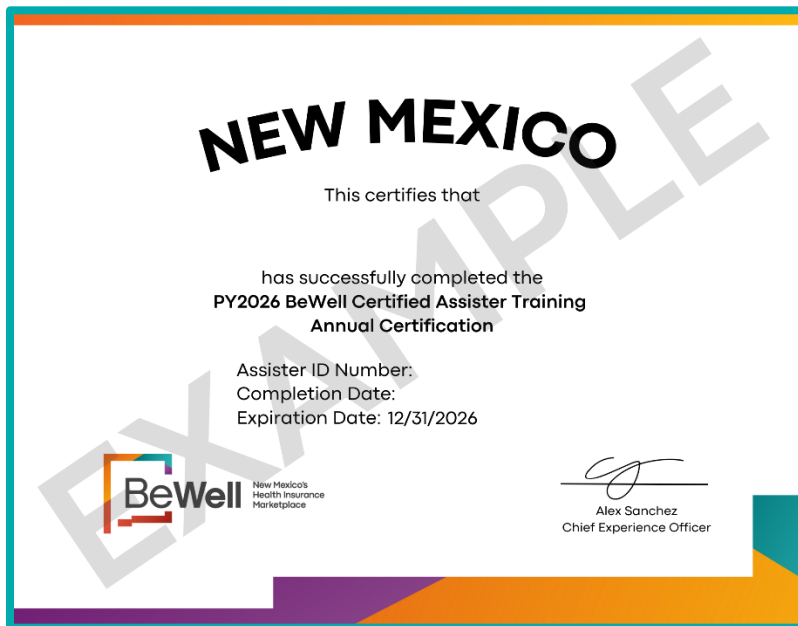 NEW MEXICO
This certifies that
has successfully completed the
PY2026 BeWell Certified Assister Training
Annual Certification
Assister ID Number:
Completion Date:
Expiration Date: 12/31/2026
EXAMPLE
BeWell
New Mexico's
Health Insurance
Marketplace
Alex Sanchez
Chief Experience Officer